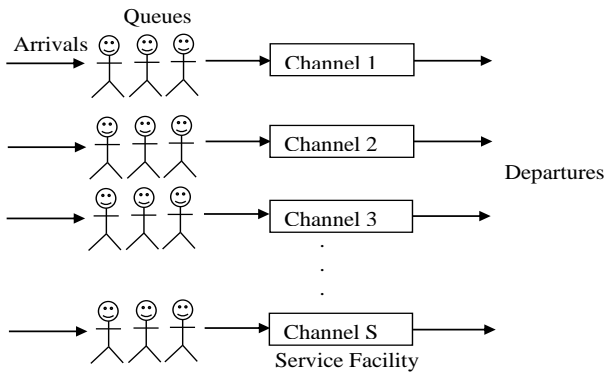 Queues
Arrivals
Channel 1
Channel 2
Departures
Channel 3
Channel S
Service Facility